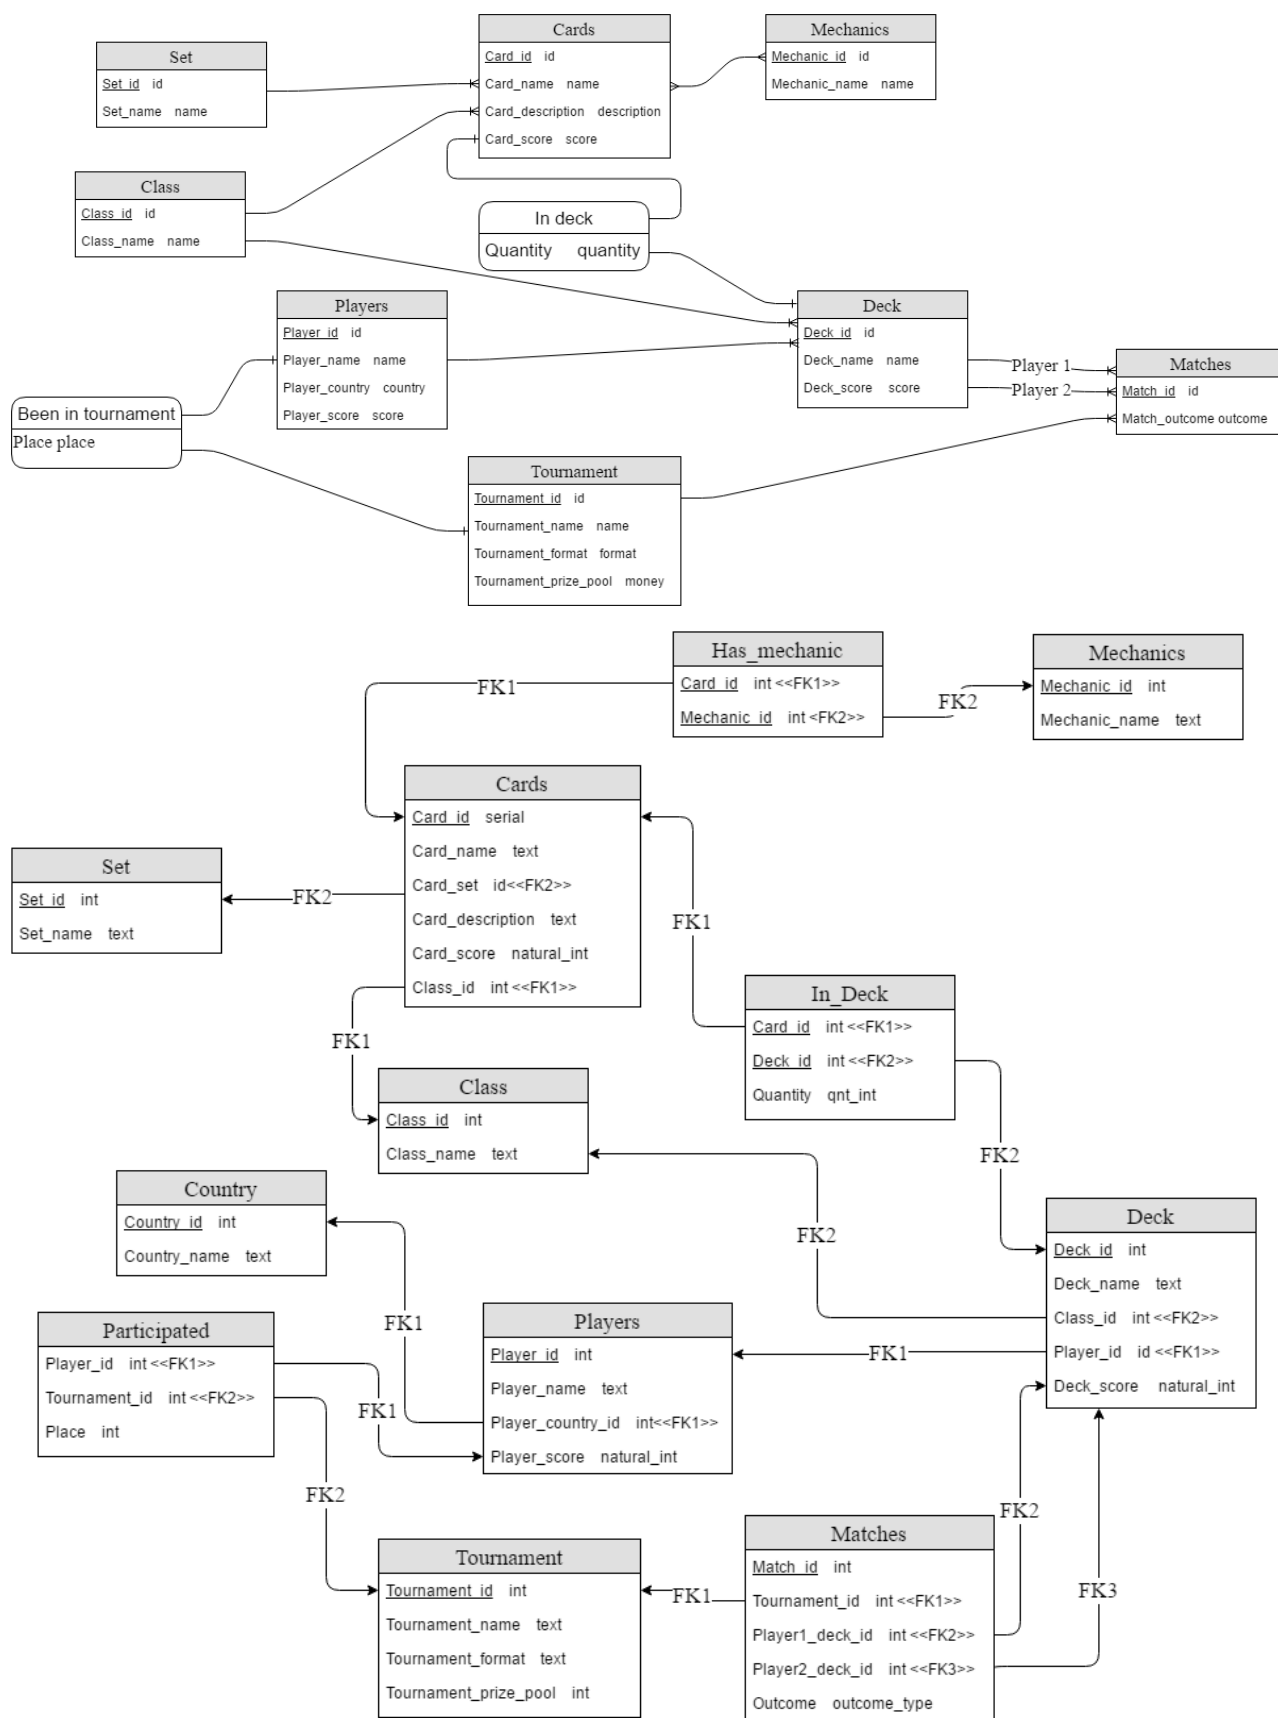 Set
Set_id id
Set_name name
Cards
Card_id id
Card_name name
Card_description description
Card_score score
Mechanics
Mechanic_id id
Mechanic_name name
Class
Class_id id
Class_name name
In deck
Quantity quantity
Players
Player_id id
Player_name name
Player_country country
Player_score score
Deck
Deck_id id
Deck_name name
Deck_score score
Player 1
Player 2
Matches
Match_id id
Match_outcome outcome
Been in tournament
Place place
Tournament
Tournament_id id
Tournament_name name
Tournament_format format
Tournament_prize_pool money
Has_mechanic
Card_id int <<FK1>>
Mechanic_id int <FK2>>
FK1
FK2
Mechanics
Mechanic_id int
Mechanic_name text
Cards
Card_id serial
Card_name text
Card_set id<<FK2>>
Card_description text
Card_score natural_int
Class_id int <<FK1>>
Set
Set_id int
Set_name text
FK2
FK1
FK1
In_Deck
Card_id int <<FK1>>
Deck_id int <<FK2>>
Quantity qnt_int
Class
Class_id int
Class_name text
FK2
FK2
Country
Country_id int
Country_name text
Deck
Deck_id int
Deck_name text
Class_id int <<FK2>>
Player_id id <<FK1>>
Deck_score natural_int
Participated
Player_id int <<FK1>>
Tournament_id int <<FK2>>
Place int
FK1
FK1
Players
Player_id int
Player_name text
Player_country_id int<<FK1>>
Player_score natural_int
FK1
FK2
FK2
FK3
Tournament
Tournament_id int
Tournament_name text
Tournament_format text
Tournament_prize_pool int
FK1
Matches
Match_id int
Tournament_id int <<FK1>>
Player1_deck_id int <<FK2>>
Player2_deck_id int <<FK3>>
Outcome outcome_type